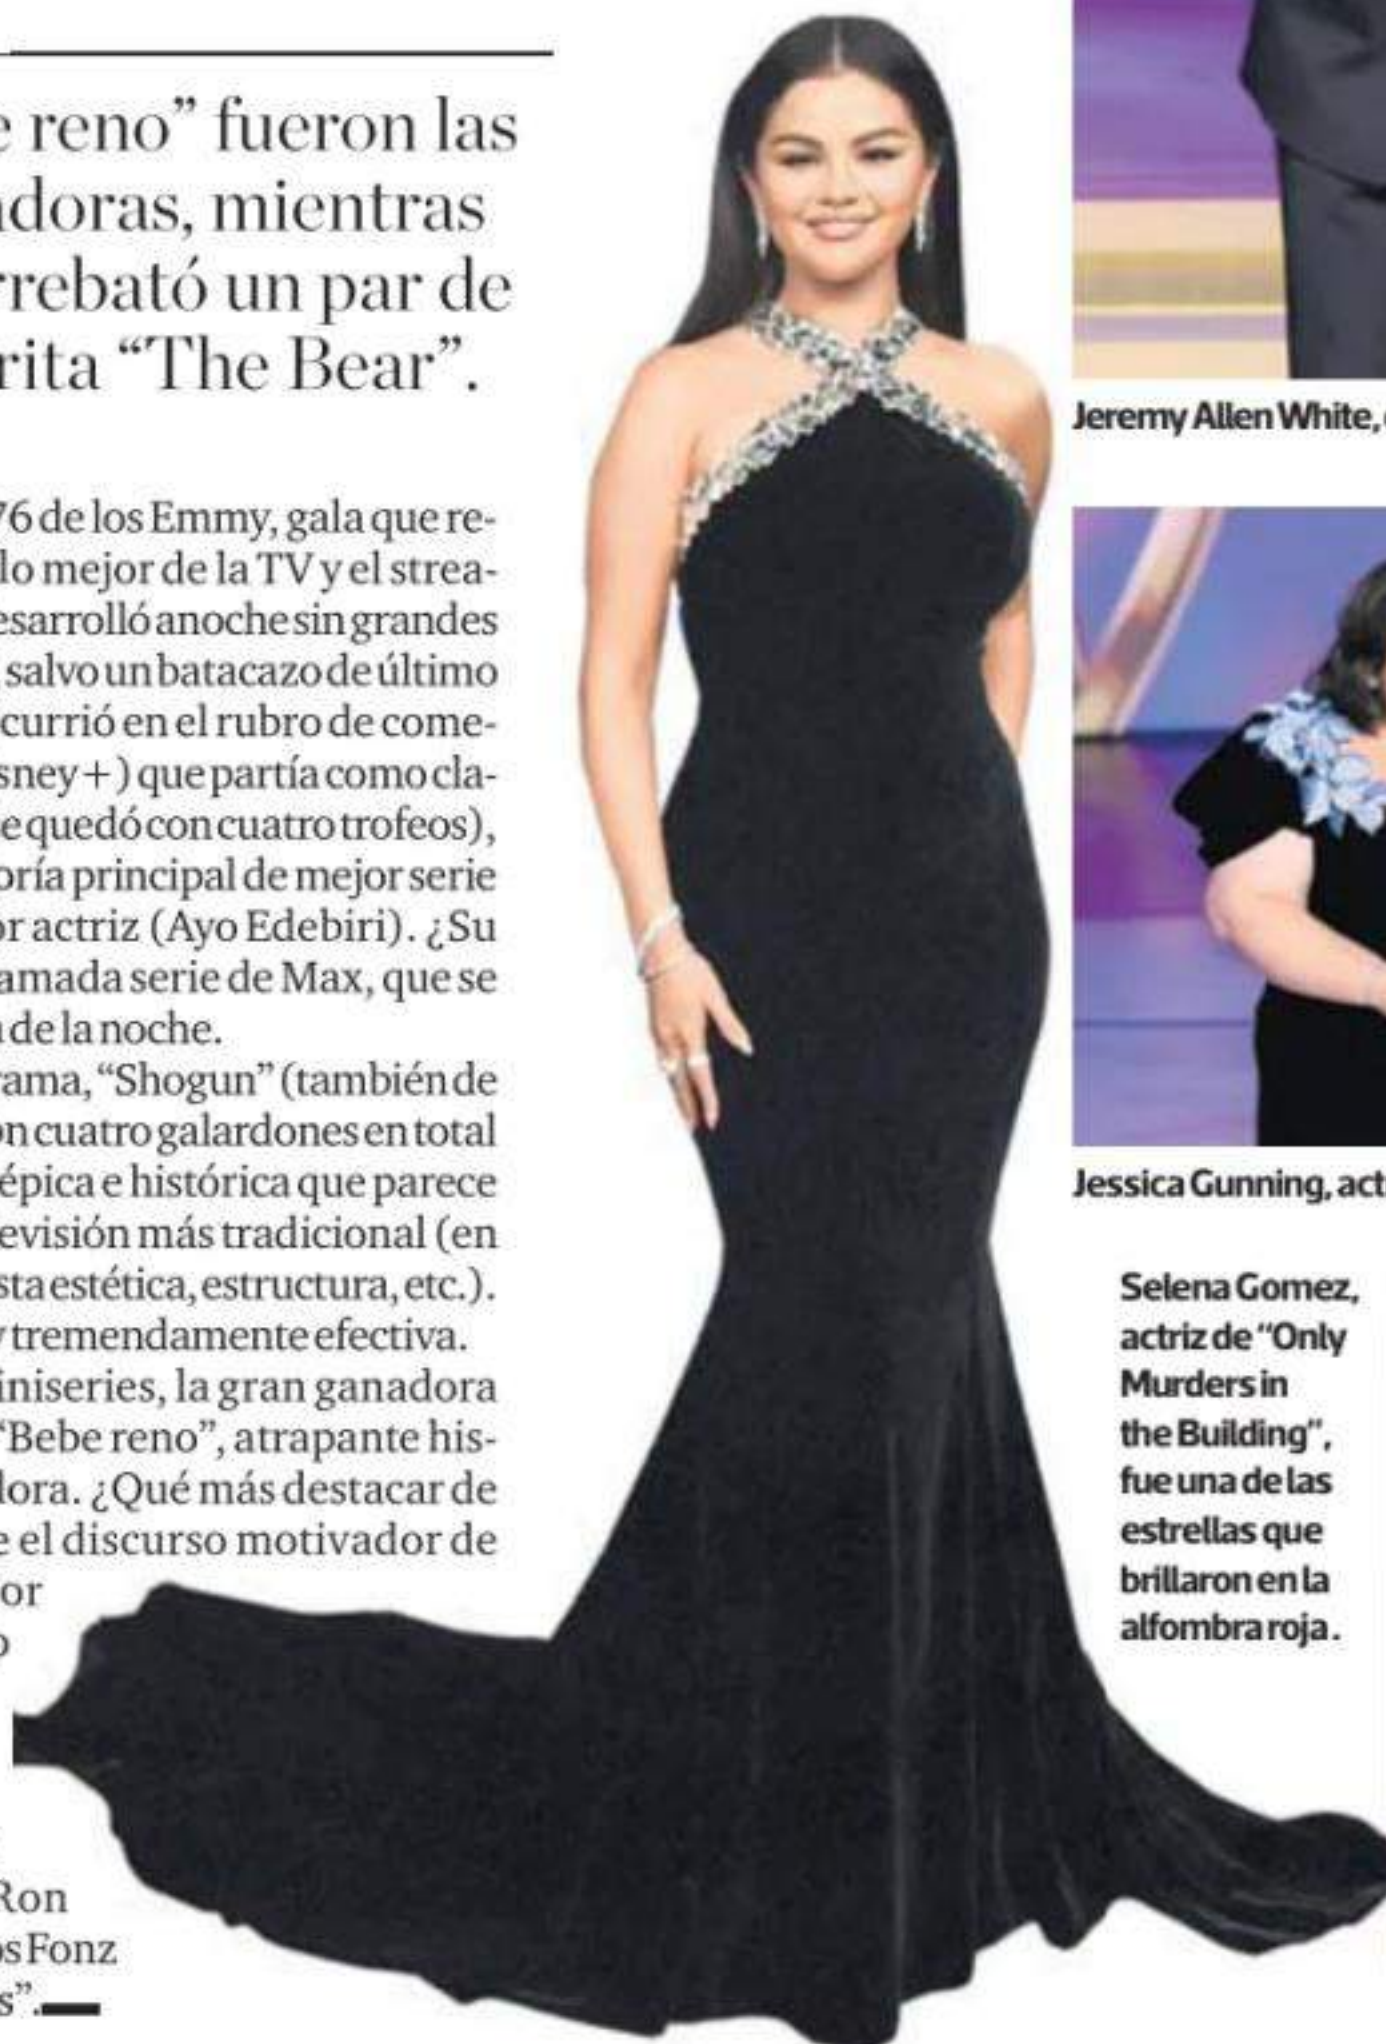 e reno” fueron las
adoras, mientras
rrebató un par de
rita “The Bear”.
76 de los Emmy, gala que re-
lo mejor de la TV y el strea-
esarrolló anoche sin grandes
salvo un batacazo de último
currió en el rubro de come-
sney+) que partía como cla-
e quedó con cuatro trofeos),
oría principal de mejor serie
or actriz (Ayo Edebiri). ¿Su
amada serie de Max, que se
a de la noche.
rama, “Shogun” (también de
on cuatro galardones en total
épica e histórica que parece
evisión más tradicional (en
sta estética, estructura, etc.).
y tremendamente efectiva.
iniseries, la gran ganadora
“Bebe reno”, atrapante his-
dora. ¿Qué más destacar de
e el discurso motivador de
or
o
Ron
os Fonz
s”.
Jeremy Allen White,
Jessica Gunning, act
Selena Gomez,
actriz de “Only
Murders in
the Building”,
fue una de las
estrellas que
brillaron en la
alfombra roja.